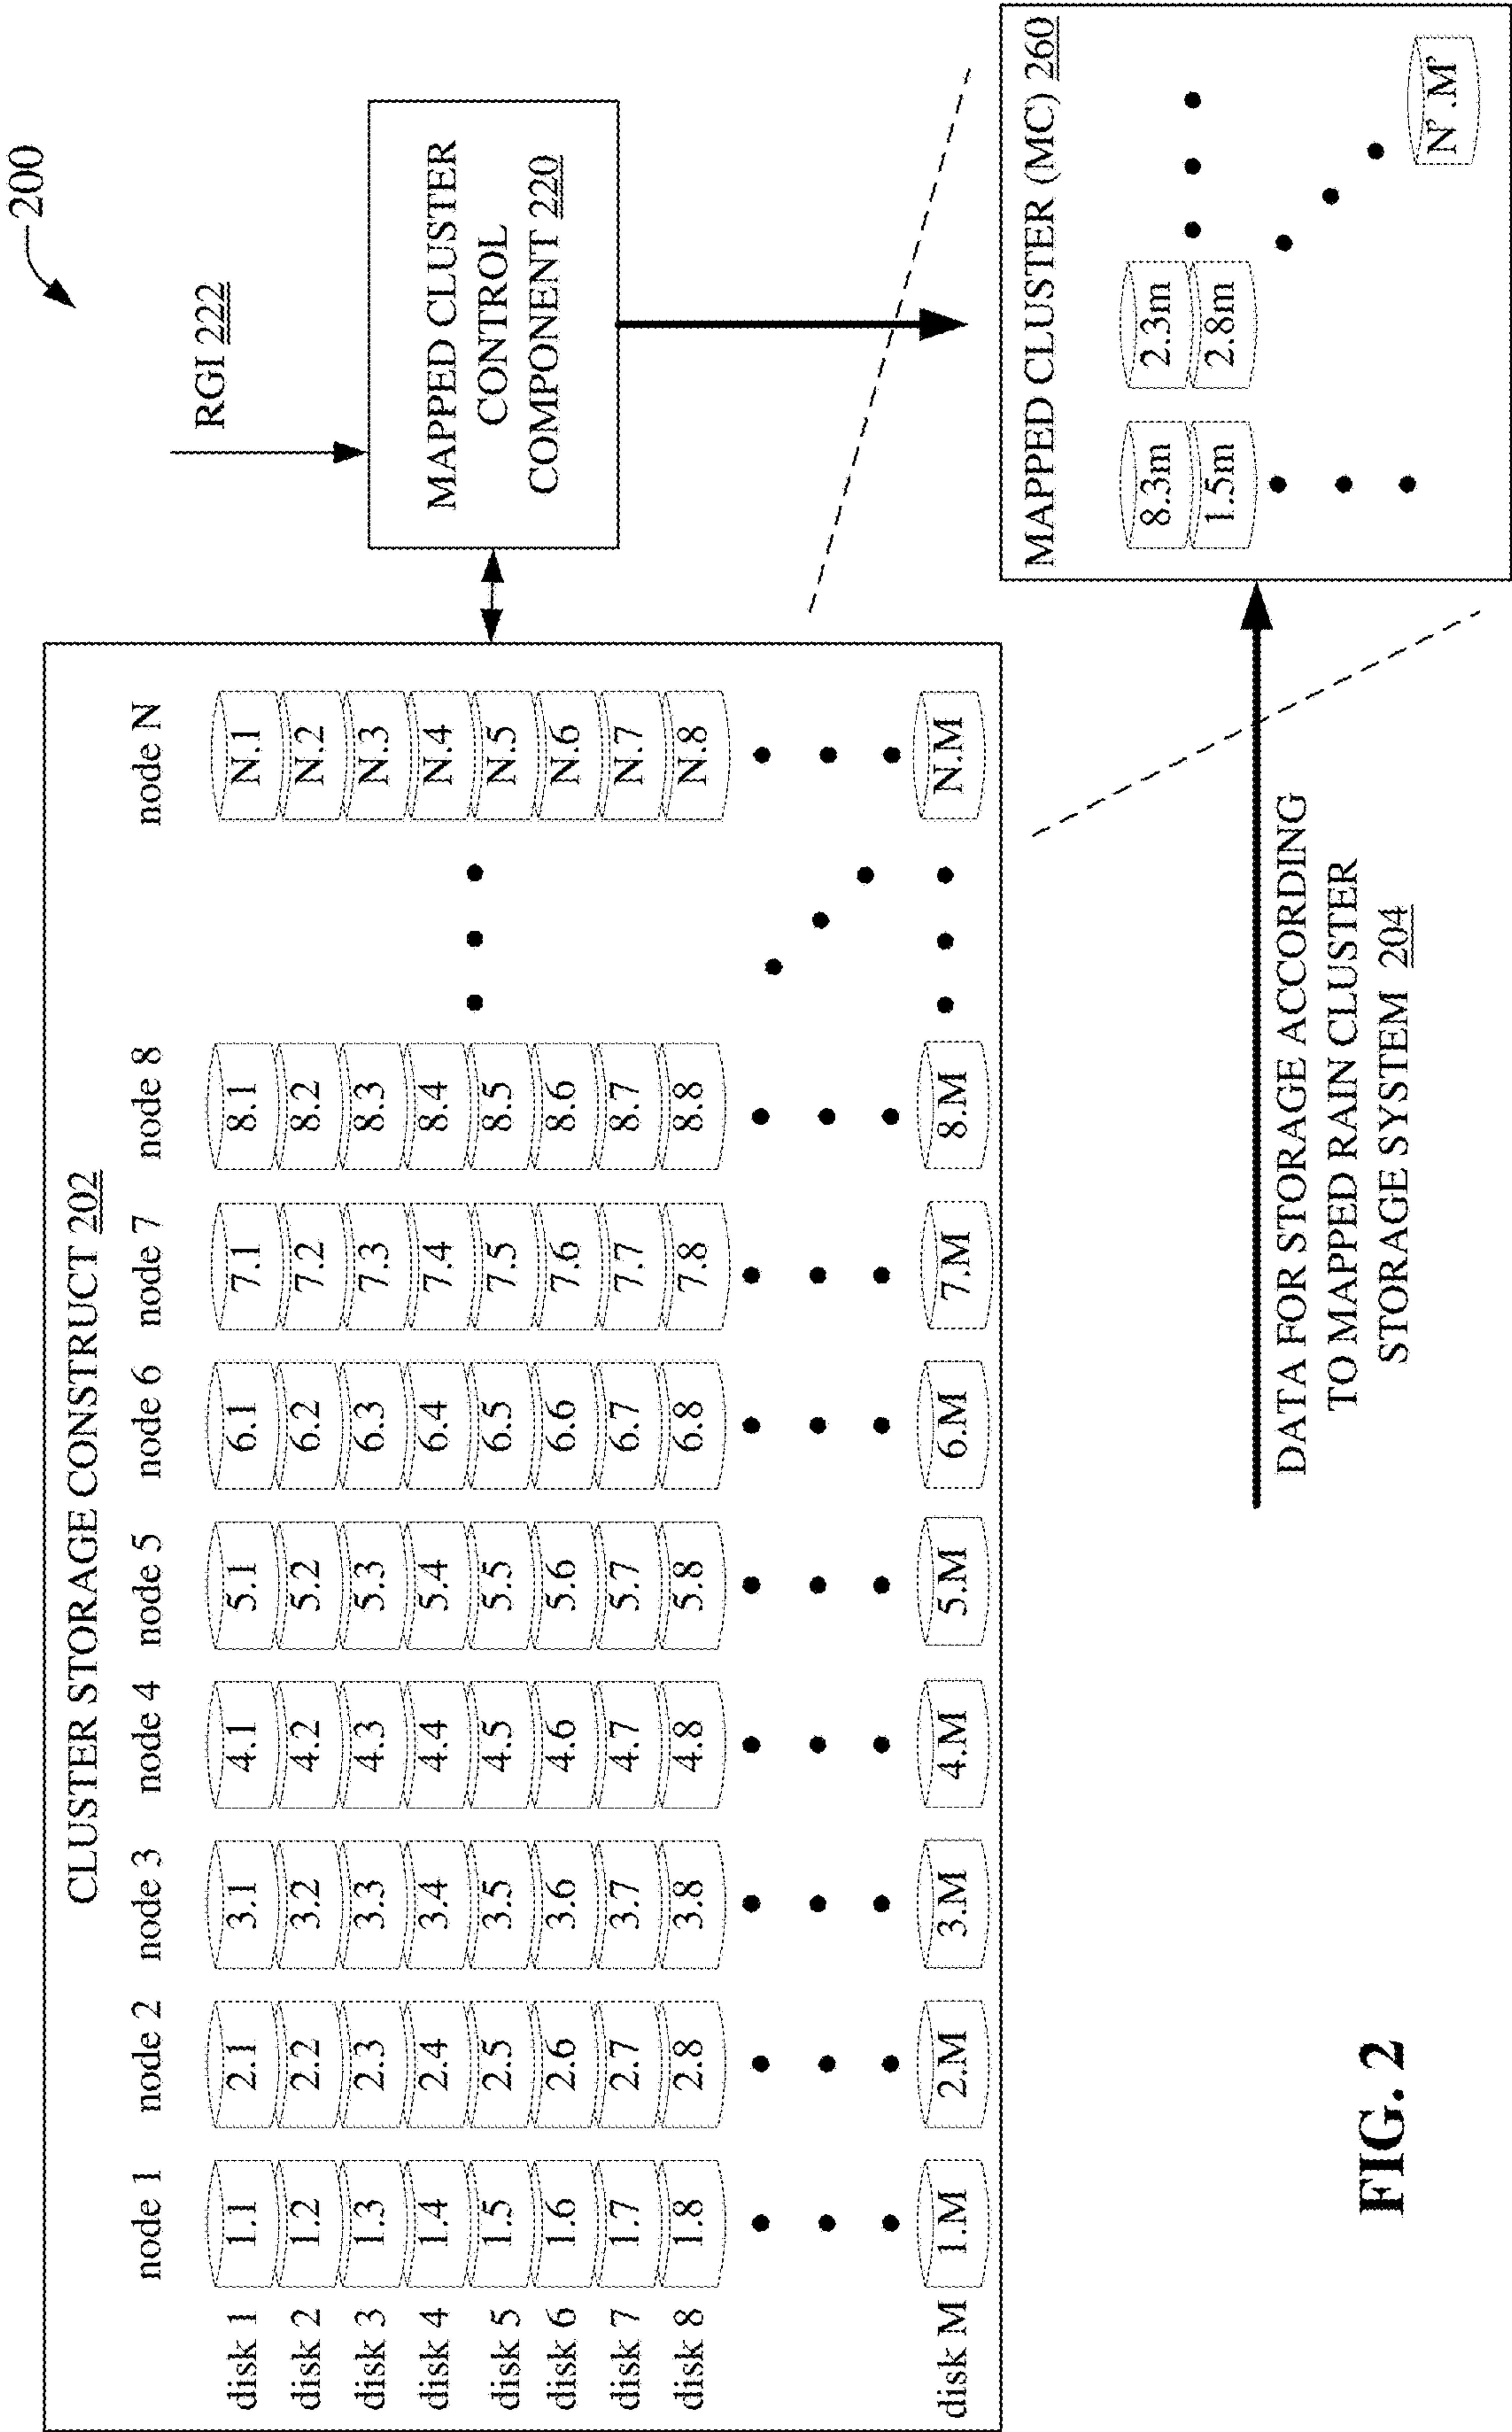 200
CLUSTER STORAGE CONSTRUCT 202
node 1 node 2 node 3 node 4 node 5 node 6 node 7 node 8 node N
disk 1 1.1 2.1 3.1 4.1 5.1 6.1 7.1 8.1 N.1
disk 2 1.2 2.2 3.2 4.2 5.2 6.2 7.2 8.2 N.2
disk 3 1.3 2.3 3.3 4.3 5.3 6.3 7.3 8.3 N.3
disk 4 1.4 2.4 3.4 4.4 5.4 6.4 7.4 8.4 N.4
disk 5 1.5 2.5 3.5 4.5 5.5 6.5 7.5 8.5 N.5
disk 6 1.6 2.6 3.6 4.6 5.6 6.6 7.6 8.6 N.6
disk 7 1.7 2.7 3.7 4.7 5.7 6.7 7.7 8.7 N.7
disk 8 1.8 2.8 3.8 4.8 5.8 6.8 7.8 8.8 N.8
disk M 1.M 2.M 3.M 4.M 5.M 6.M 7.M 8.M N.M
RGI 222
MAPPED CLUSTER
CONTROL
COMPONENT 220
MAPPED CLUSTER (MC) 260
8.3m 2.3m
1.5m 2.8m
N'.M'
DATA FOR STORAGE ACCORDING
TO MAPPED RAIN CLUSTER
STORAGE SYSTEM 204
FIG. 2